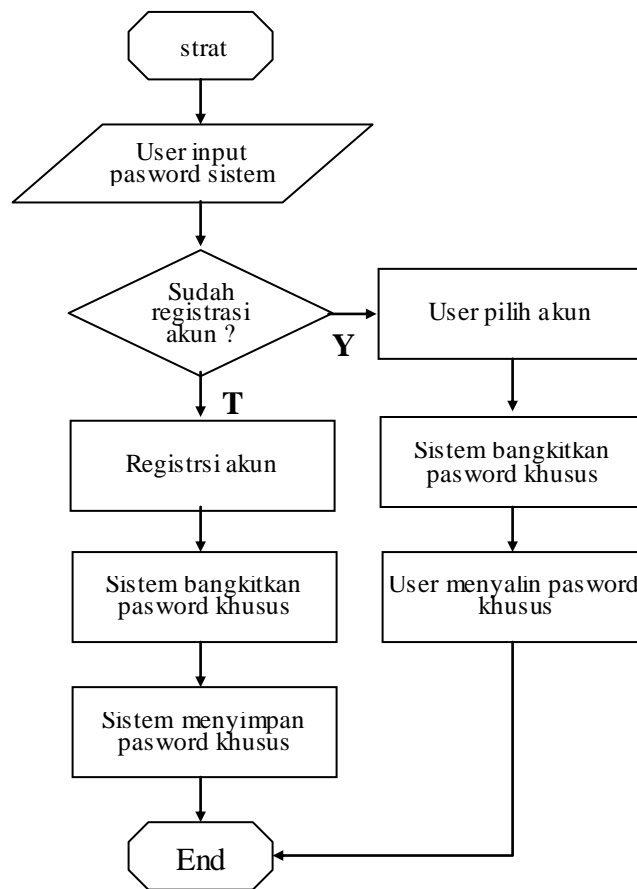 strat
User input
pasword sistem
Sudah
registrasi
akun ?
Y
User pilih akun
T
Registrsi akun
Sistem bangkitkan
pasword khusus
Sistem bangkitkan
pasword khusus
User menyalin pasword
khusus
Sistem menyimpan
pasword khusus
End